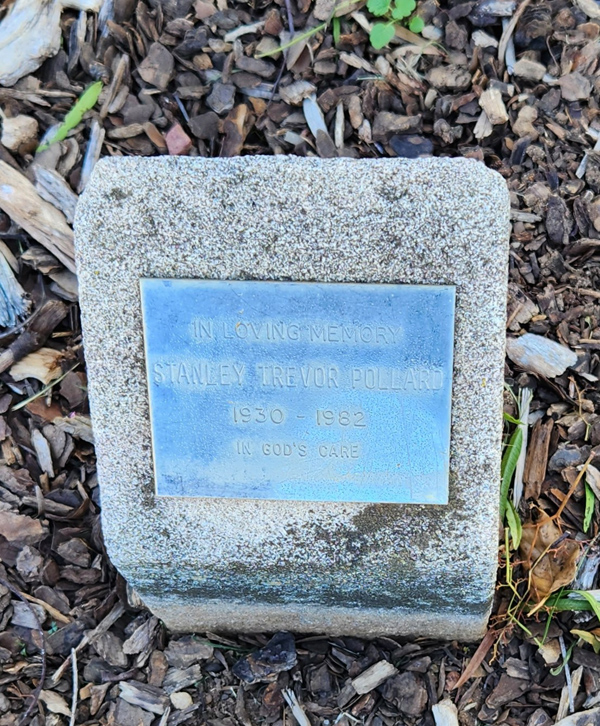 IN LOVING MEMORY
STANLEY TREVOR POLLARD
1930 - 1982
IN GOD'S CARE